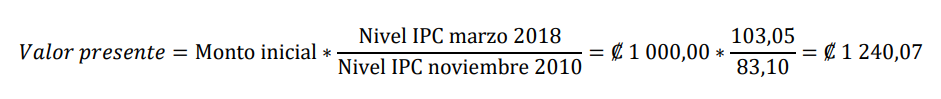 Valor presente = Monto inicial * Nivel IPC marzo 2018 / Nivel IPC noviembre 2010 = ₡ 1 000,00 * 103,05 / 83,10 = ₡ 1 240,07